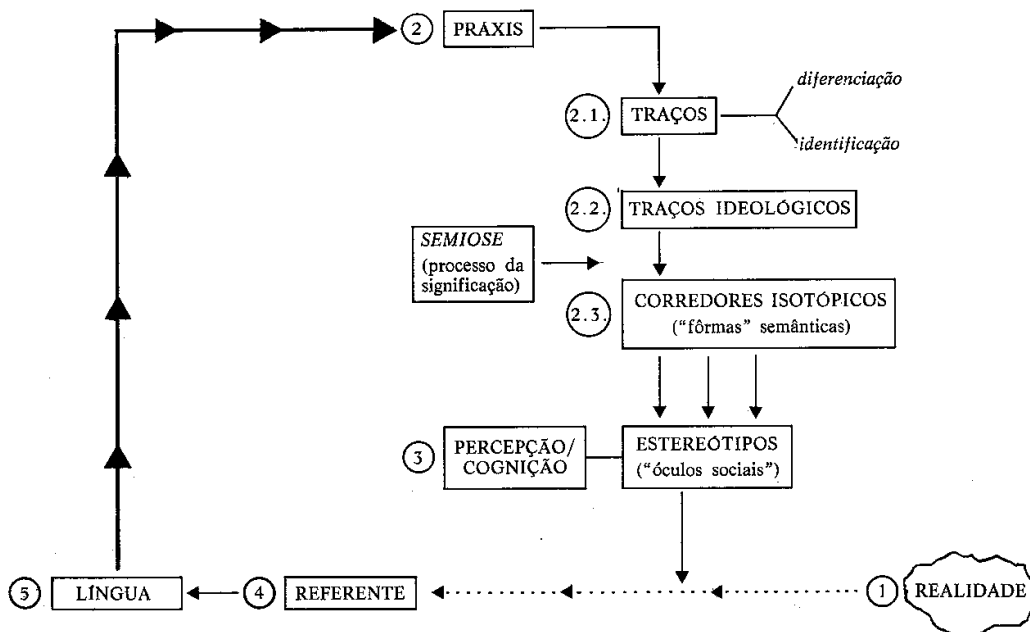 2 PRÁXIS
diferenciação
2.1. TRAÇOS
identificação
2.2. TRAÇOS IDEOLÓGICOS
SEMIOSE
(processo da
significação)
2.3. CORREDORES ISOTÓPICOS
(“fôrmas” semânticas)
3 PERCEPÇÃO/
COGNIÇÃO
ESTEREÓTIPOS
(“óculos sociais”)
5 LÍNGUA
4 REFERENTE
1 REALIDADE